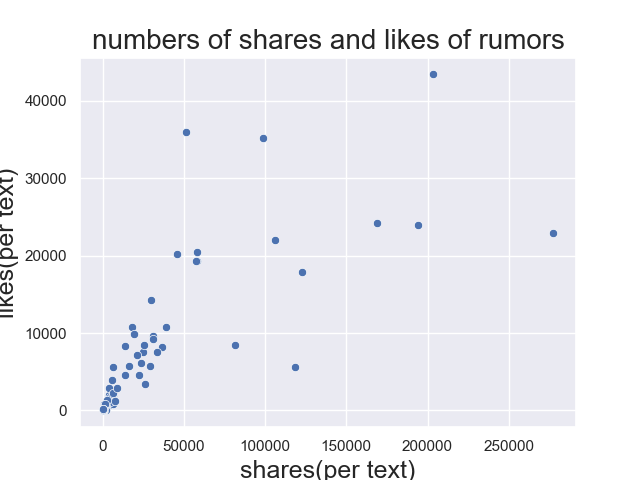 numbers of shares and likes of rumors
40000
30000
20000
10000
0
likes(per text)
0 50000 100000 150000 200000 250000
shares(per text)